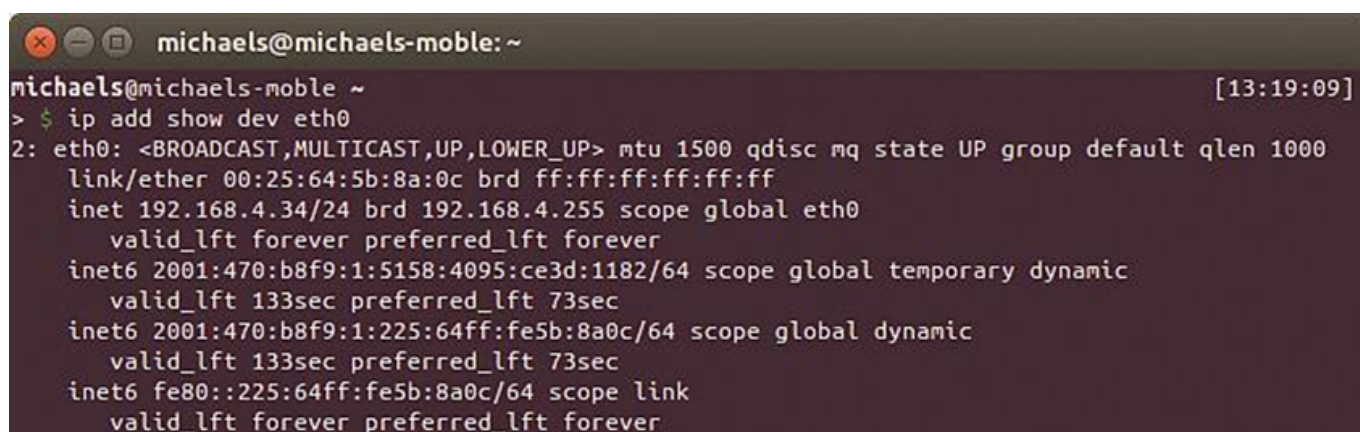 michaels@michaels-moble: ~
michaels@michaels-moble ~ [13:19:09]
> $ ip add show dev eth0
2: eth0: <BROADCAST,MULTICAST,UP,LOWER_UP> mtu 1500 qdisc mq state UP group default qlen 1000
link/ether 00:25:64:5b:8a:0c brd ff:ff:ff:ff:ff:ff
inet 192.168.4.34/24 brd 192.168.4.255 scope global eth0
valid_lft forever preferred_lft forever
inet6 2001:470:b8f9:1:5158:4095:ce3d:1182/64 scope global temporary dynamic
valid_lft 133sec preferred_lft 73sec
inet6 2001:470:b8f9:1:225:64ff:fe5b:8a0c/64 scope global dynamic
valid_lft 133sec preferred_lft 73sec
inet6 fe80::225:64ff:fe5b:8a0c/64 scope link
valid_lft forever preferred_lft forever